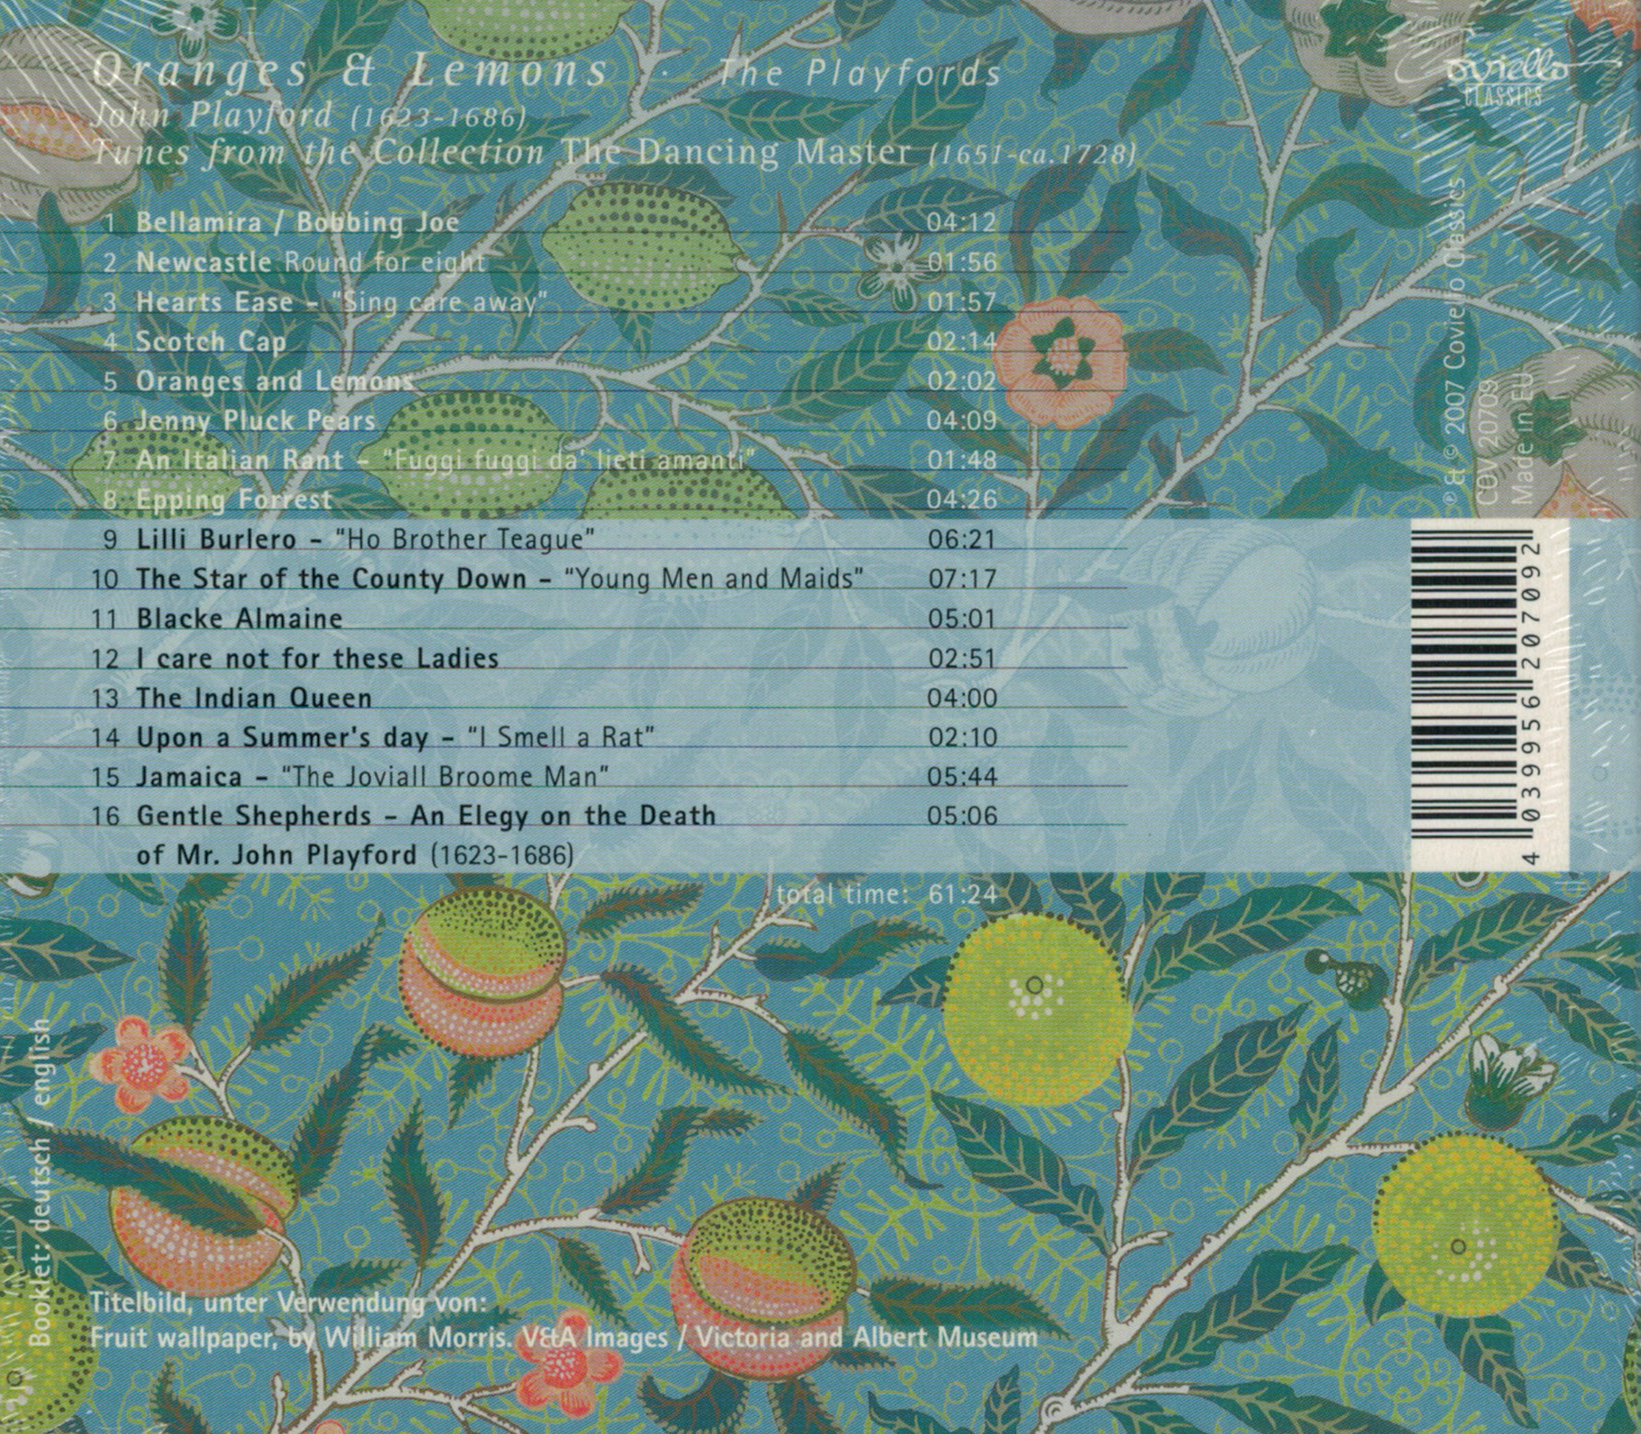 Oranges & Lemons · The Playfords
John Playford (1623-1686)
Tunes from the Collection The Dancing Master (1651-ca.1728)
1 Bellamira / Bobbing Joe 04:12
2 Newcastle Round for eight 01:56
3 Hearts Ease – "Sing care away" 01:57
4 Scotch Cap 02:14
5 Oranges and Lemons 02:02
6 Jenny Pluck Pears 04:09
7 An Italian Rant – "Fuggi fuggi da' lieti amanti" 01:48
8 Epping Forrest 04:26
9 Lilli Burlero – "Ho Brother Teague" 06:21
10 The Star of the County Down – "Young Men and Maids" 07:17
11 Blacke Almaine 05:01
12 I care not for these Ladies 02:51
13 The Indian Queen 04:00
14 Upon a Summer's day – "I Smell a Rat" 02:10
15 Jamaica – "The Joviall Broome Man" 05:44
16 Gentle Shepherds – An Elegy on the Death 05:06
of Mr. John Playford (1623-1686)
total time: 61:24
Titelbild, unter Verwendung von:
Fruit wallpaper, by William Morris. V&A Images / Victoria and Albert Museum
Booklet: deutsch / english
coviello
CLASSICS
℗ & © 2007 Coviello Classics
COV 20709
Made in EU
4 039956 207092